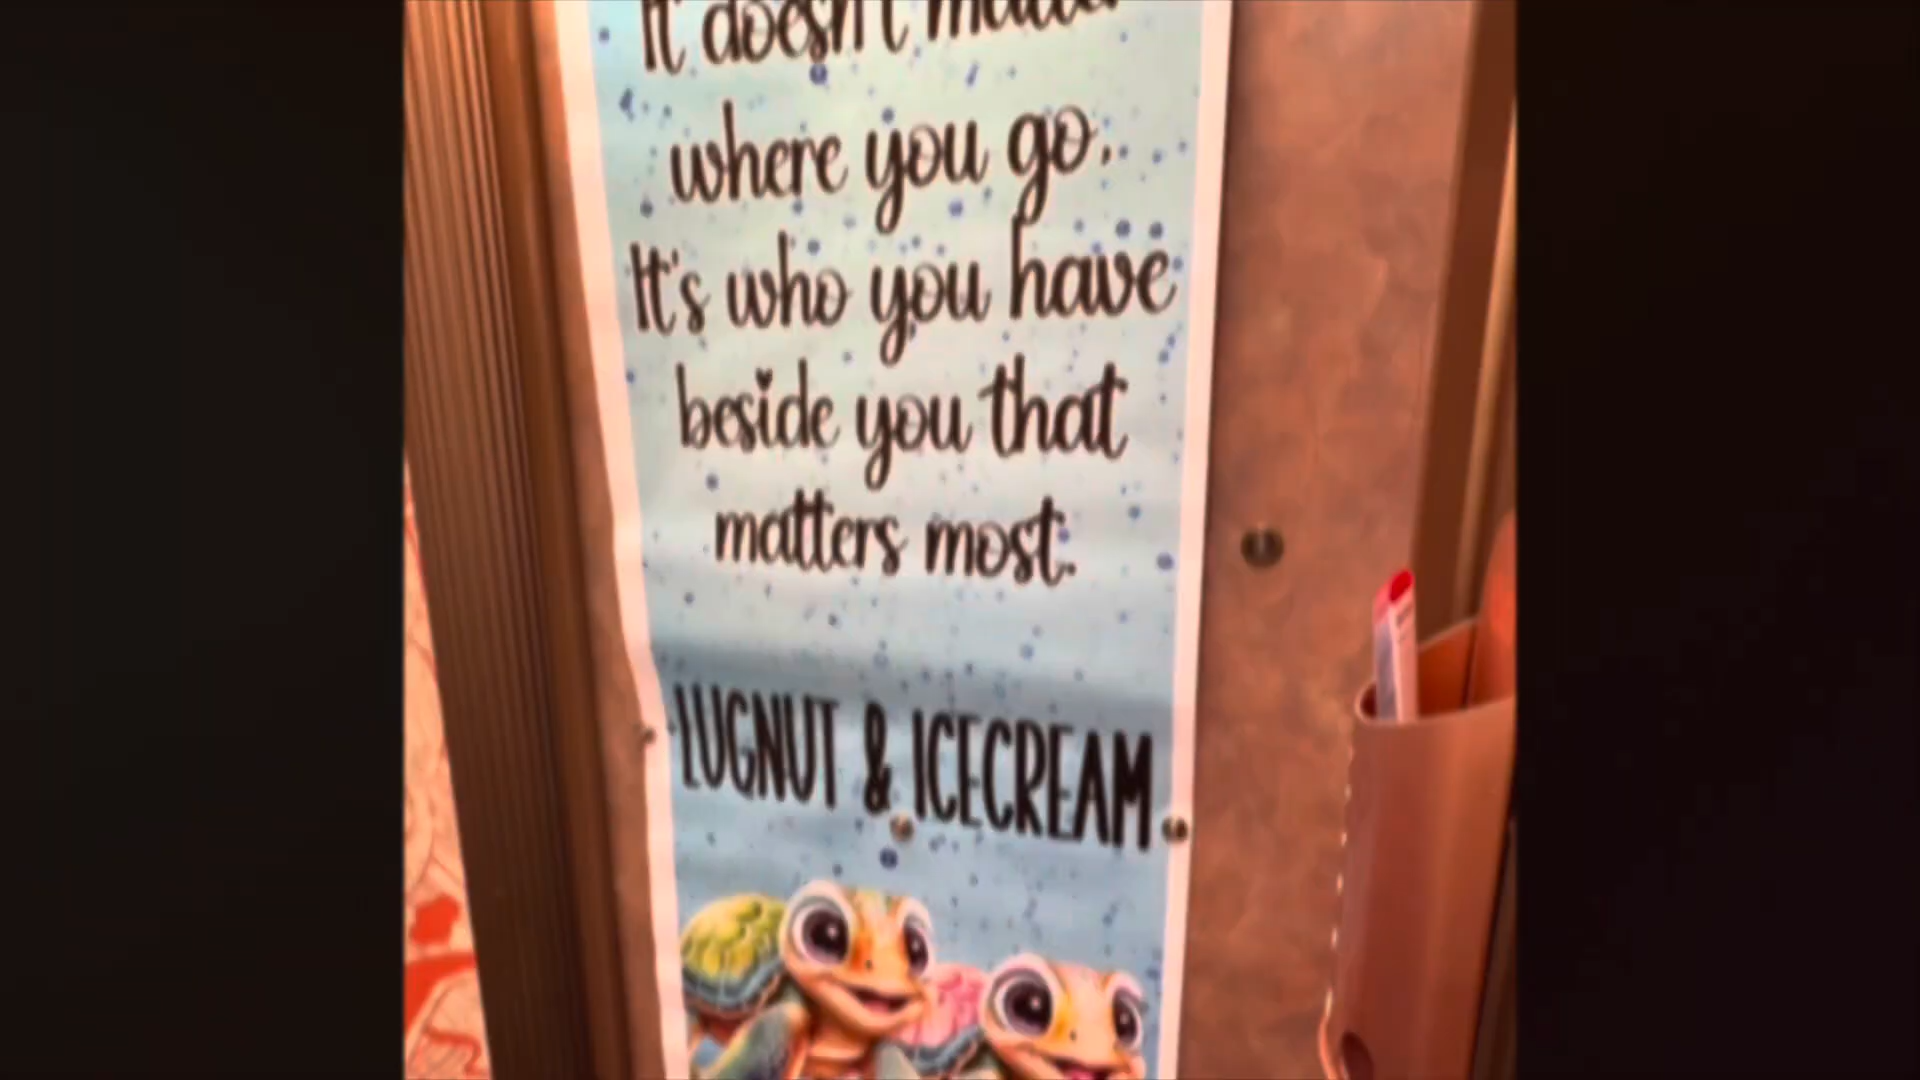 It doesn't matter
where you go.
It's who you have
beside you that
matters most.
LUGNUT & ICECREAM